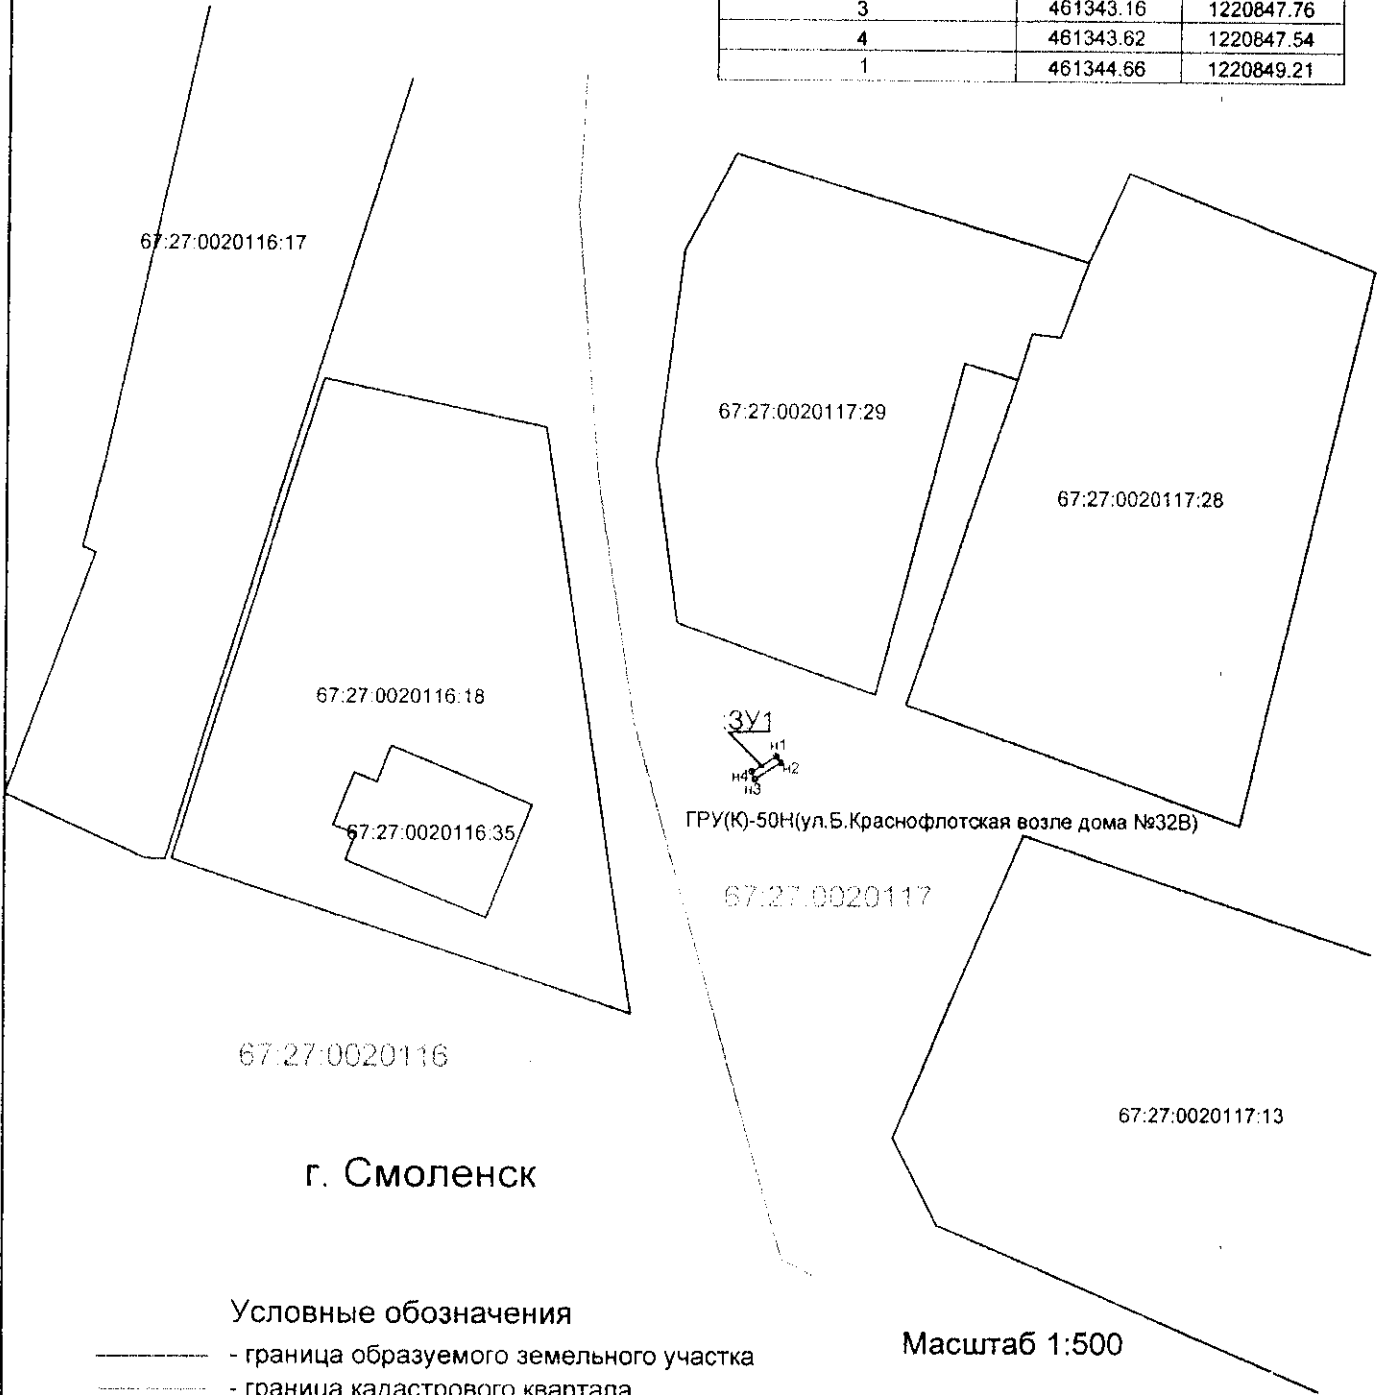 3 461343.16 1220847.76
4 461343.62 1220847.54
1 461344.66 1220849.21
67:27:0020116:17
67:27:0020117:29
67:27:0020117:28
67:27:0020116:18
:ЗУ1
н1
н2
н4
н3
ГРУ(К)-50Н(ул.Б.Краснофлотская возле дома №32В)
67:27:0020116:35
67:27:0020117
67:27:0020116
67:27:0020117:13
г. Смоленск
Условные обозначения
Масштаб 1:500
- граница образуемого земельного участка
- граница кадастрового квартала